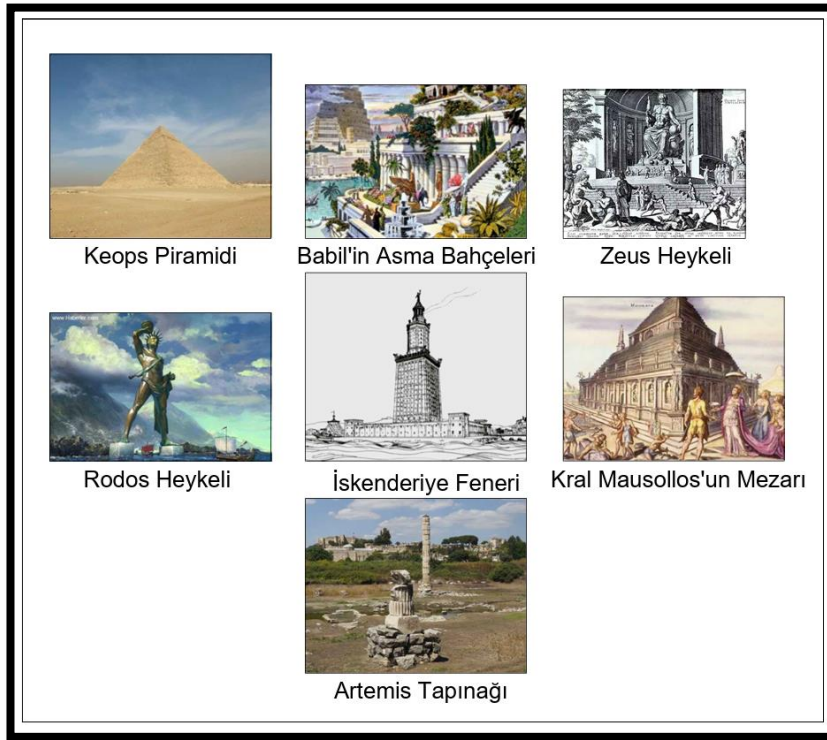 Keops Piramidi
Babil'in Asma Bahçeleri
Zeus Heykeli
Rodos Heykeli
İskenderiye Feneri
Kral Mausollos'un Mezarı
Artemis Tapınağı